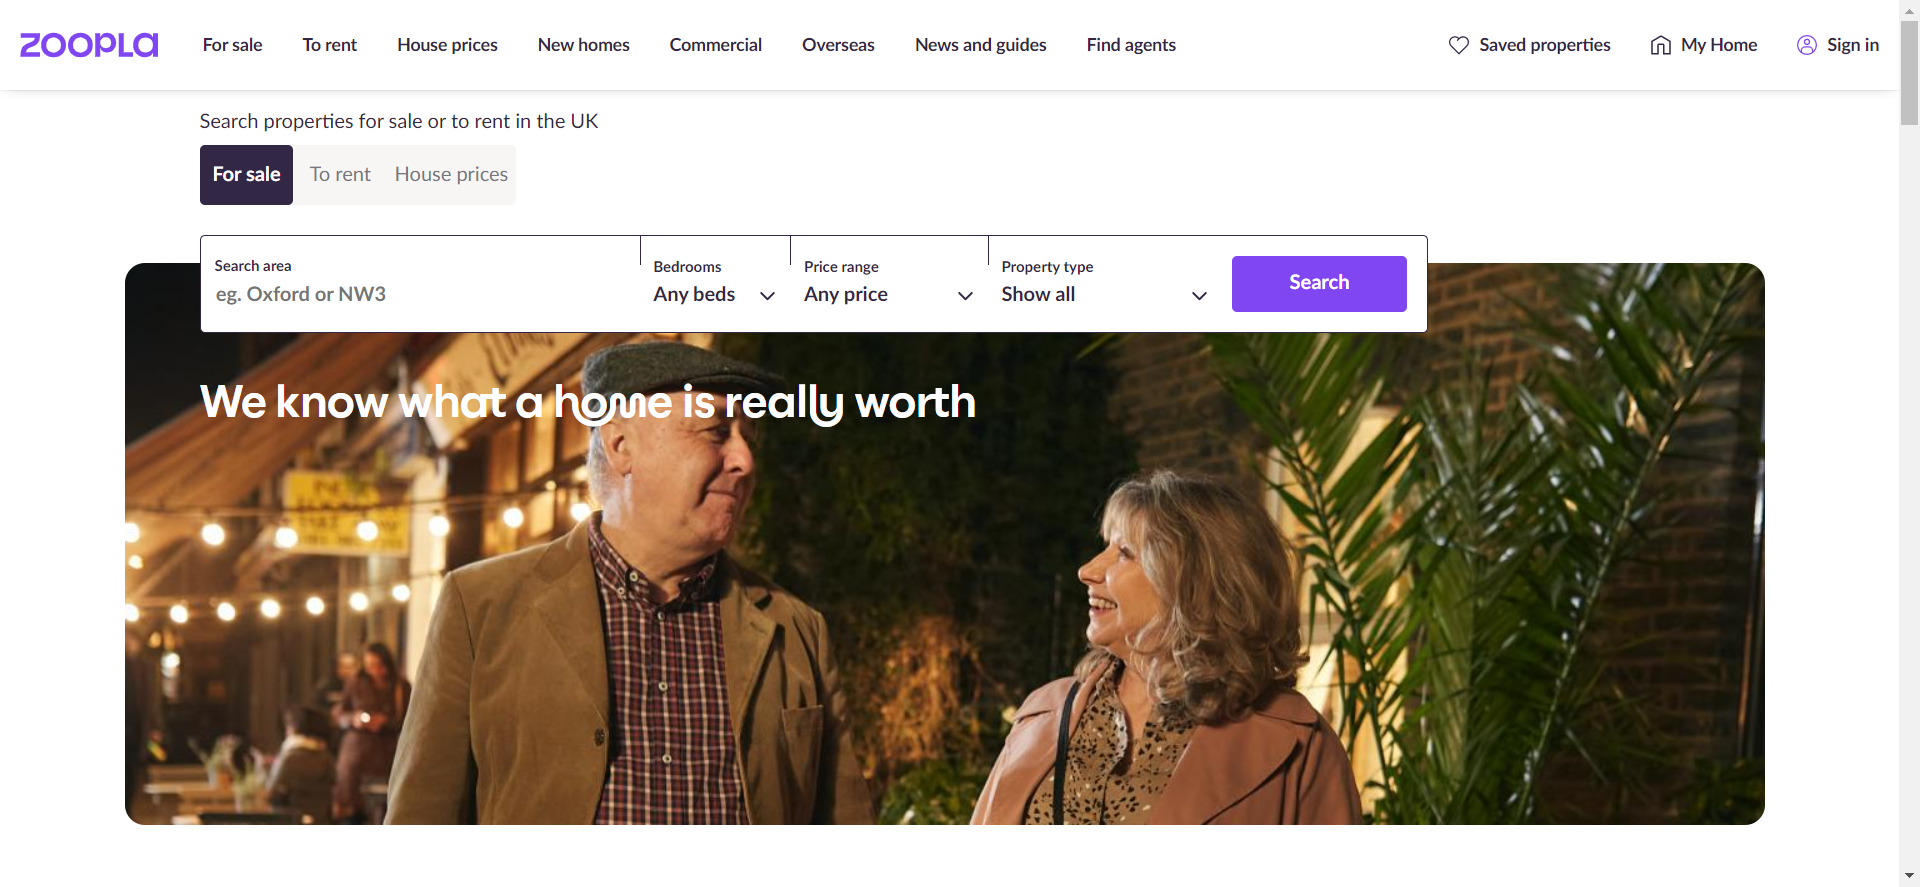 ZOOPLA
For sale To rent House prices New homes Commercial Overseas News and guides Find agents Saved properties My Home Sign in
Search properties for sale or to rent in the UK
For sale To rent House prices
Search area Bedrooms Price range Property type
eg. Oxford or NW3 Any beds Any price Show all Search
We know what a home is really worth